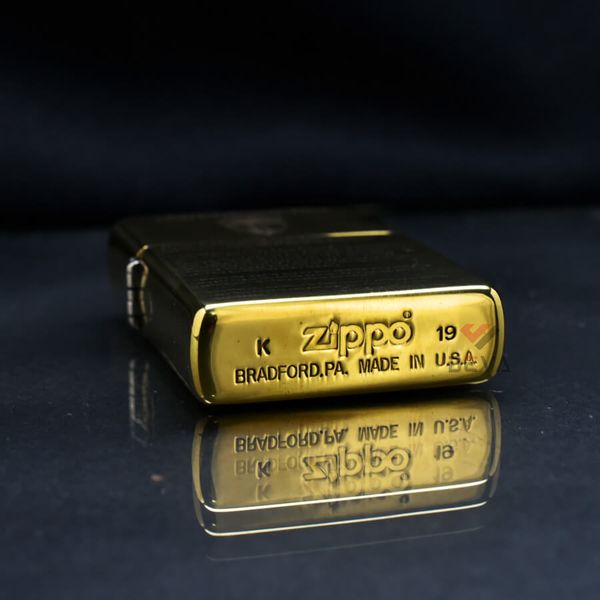 K Zippo® 19
BRADFORD,PA. MADE IN U.S.A.